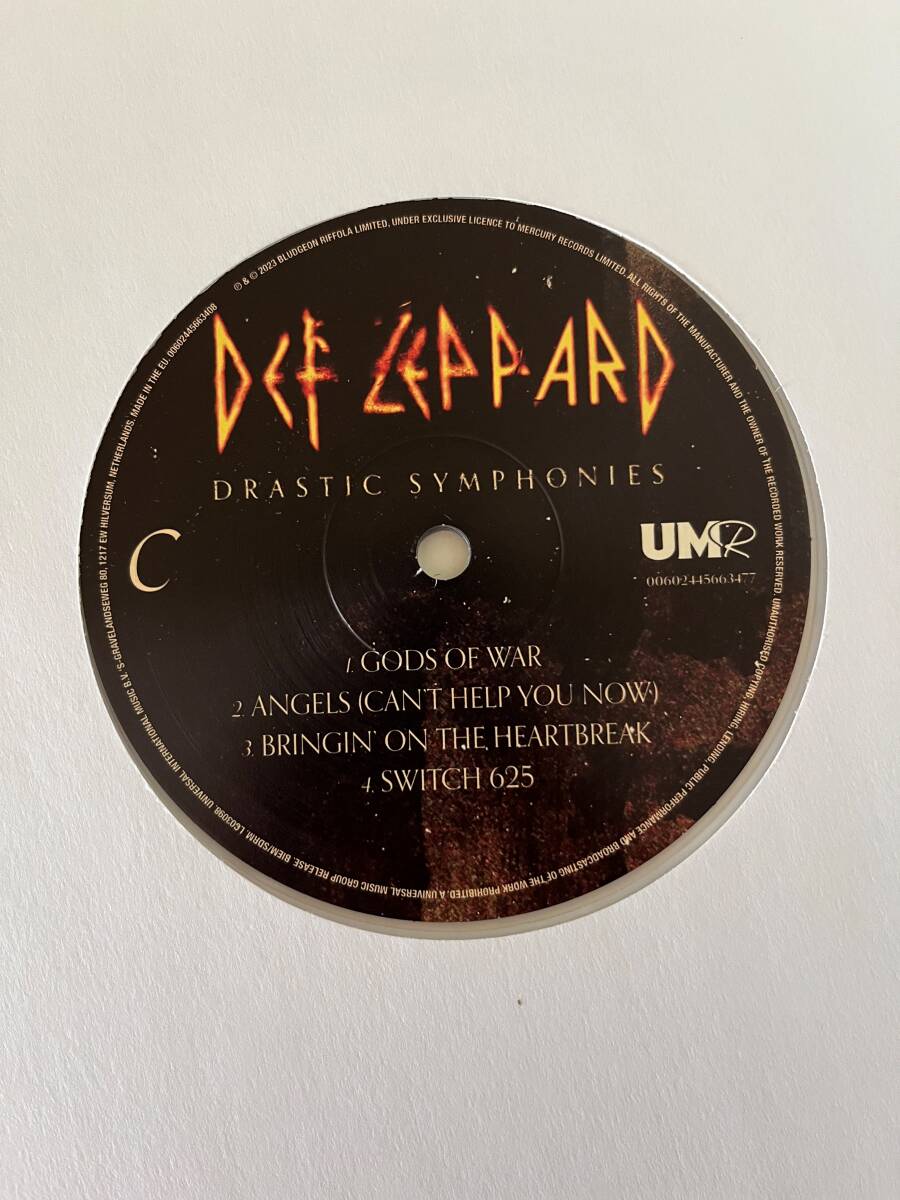 ℗ & © 2023 BLUDGEON RIFFOLA LIMITED, UNDER EXCLUSIVE LICENCE TO MERCURY RECORDS LIMITED. ALL RIGHTS OF THE MANUFACTURER AND THE OWNER OF THE RECORDED WORK RESERVED. UNAUTHORISED COPYING, HIRING, LENDING, PUBLIC PERFORMANCE AND BROADCASTING OF THE WORK PROHIBITED. A UNIVERSAL MUSIC GROUP RELEASE. BIEM/SDRM. LC03098. UNIVERSAL INTERNATIONAL MUSIC B.V., 'S-GRAVELANDSEWEG 80, 1217 EW HILVERSUM, NETHERLANDS. MADE IN THE EU. 00602445663408
DEF LEPPARD
DRASTIC SYMPHONIES
C
UMR
00602445663477
1. GODS OF WAR
2. ANGELS (CAN'T HELP YOU NOW)
3. BRINGIN' ON THE HEARTBREAK
4. SWITCH 625